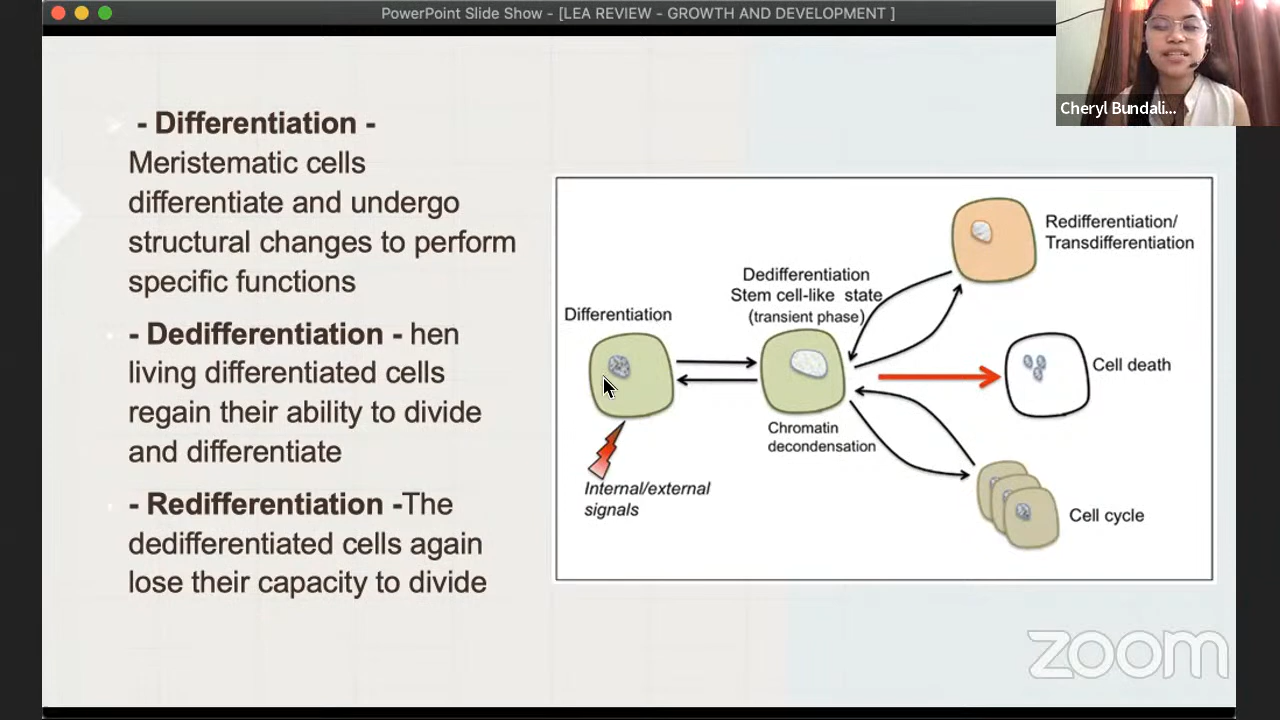 PowerPoint Slide Show - [LEA REVIEW - GROWTH AND DEVELOPMENT ]
Cheryl Bundali...
- Differentiation -
Meristematic cells
differentiate and undergo
structural changes to perform
specific functions
- Dedifferentiation - hen
living differentiated cells
regain their ability to divide
and differentiate
- Redifferentiation -The
dedifferentiated cells again
lose their capacity to divide
Differentiation
Internal/external
signals
Dedifferentiation
Stem cell-like state
(transient phase)
Chromatin
decondensation
Redifferentiation/
Transdifferentiation
Cell death
Cell cycle
zoom